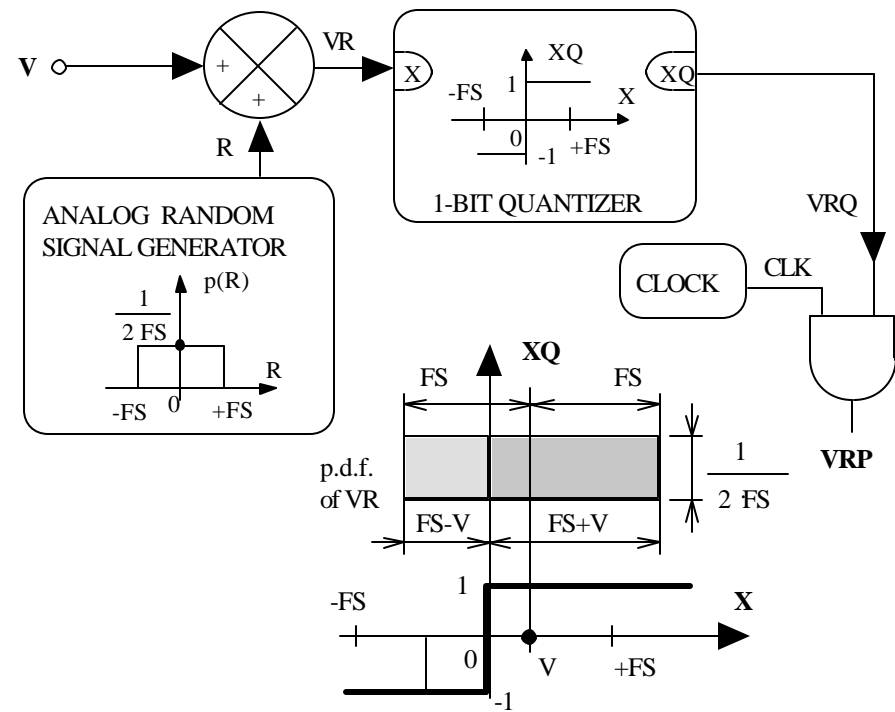 V
+
+
VR
R
X
XQ
-FS
1
X
0
-1
+FS
XQ
1-BIT QUANTIZER
ANALOG RANDOM
SIGNAL GENERATOR
p(R)
1
2 FS
R
-FS
0
+FS
VRQ
CLOCK
CLK
VRP
XQ
FS
FS
p.d.f.
of VR
1
2 ·FS
FS-V
FS+V
1
-FS
X
0
V
+FS
-1